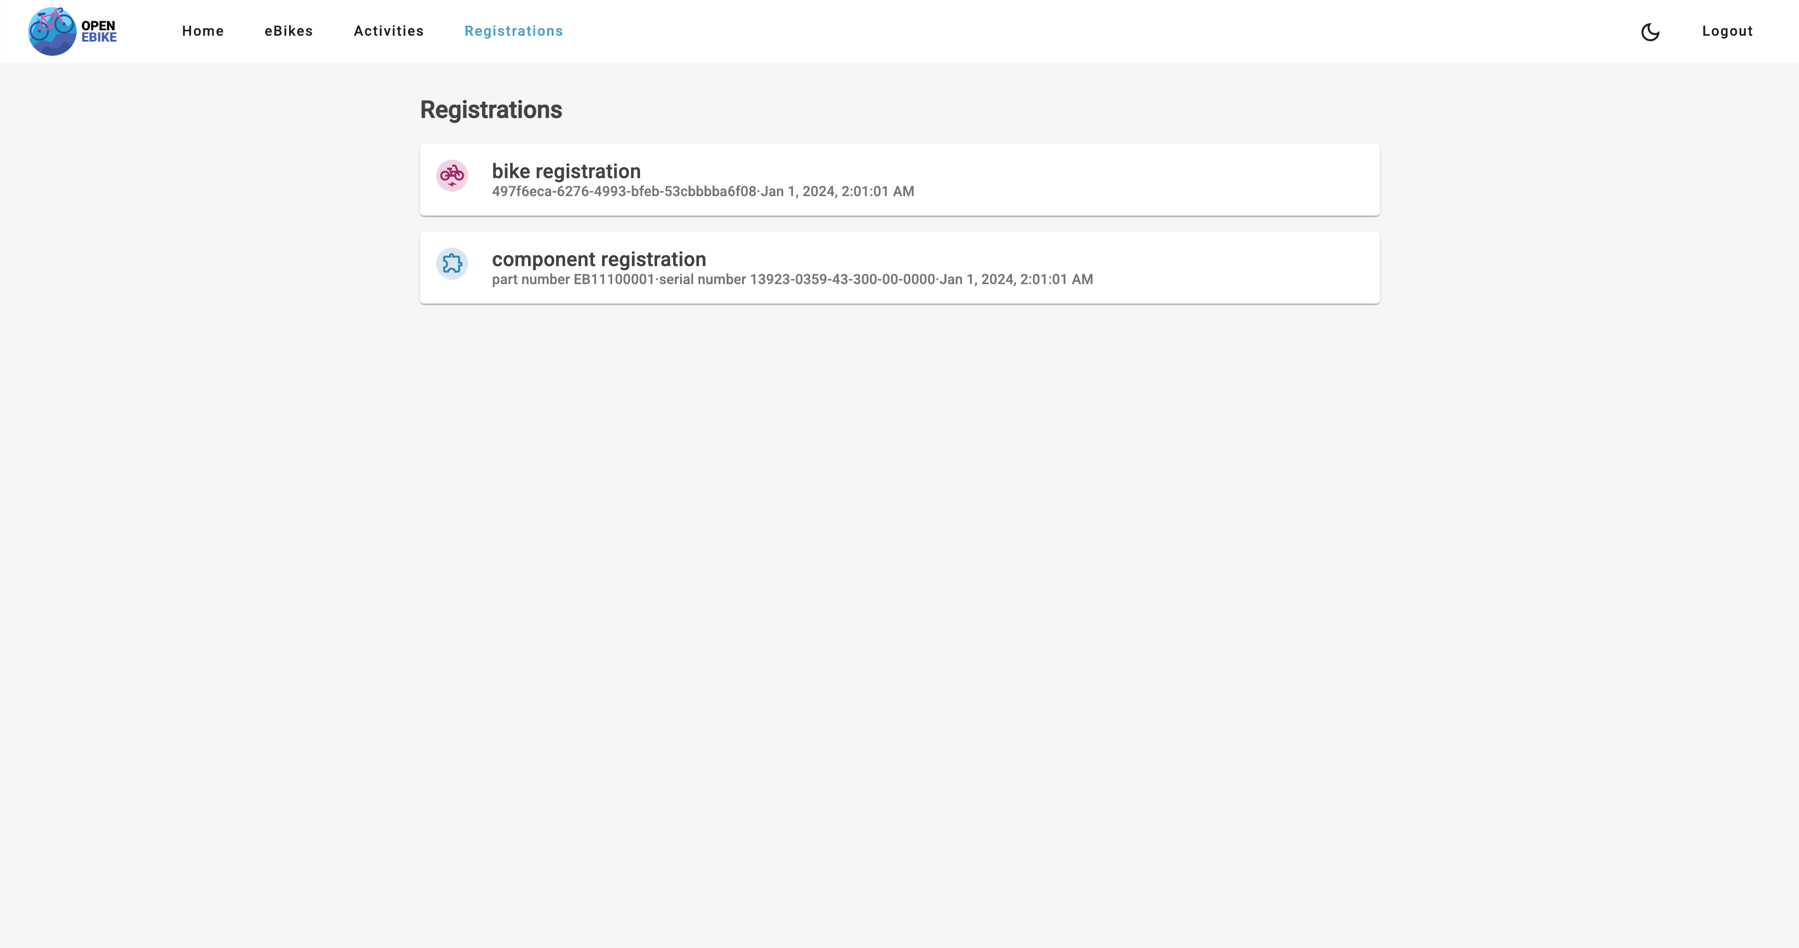 OPEN
EBIKE
Home eBikes Activities Registrations Logout
Registrations
bike registration
497f6eca-6276-4993-bfeb-53cbbbba6f08·Jan 1, 2024, 2:01:01 AM
component registration
part number EB11100001·serial number 13923-0359-43-300-00-0000·Jan 1, 2024, 2:01:01 AM